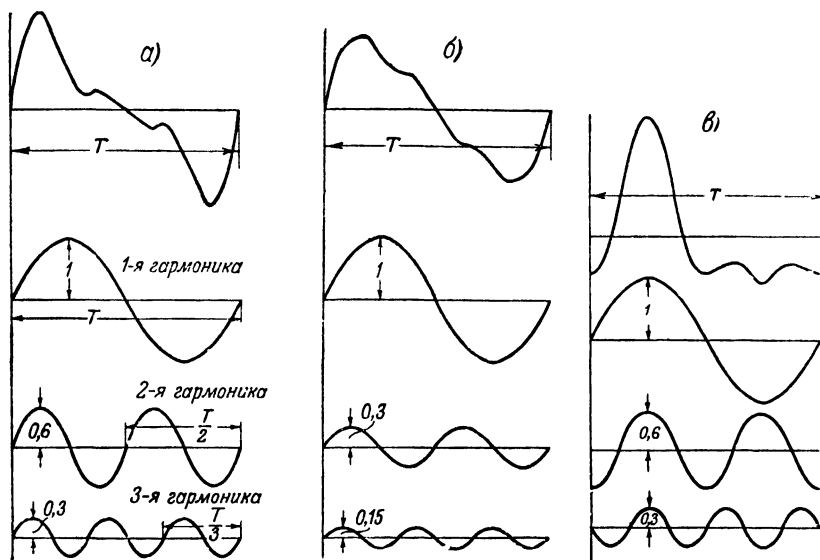 а)
T
1
1-я гармоника
T
2-я гармоника
0,6
T
2
3-я гармоника
0,3
T
3
б)
T
1
0,3
0,15
в)
T
1
0,6
0,3